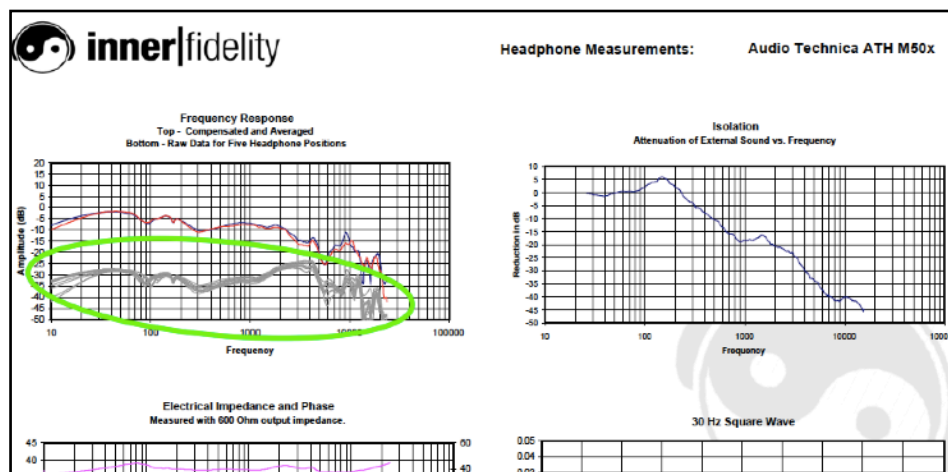 inner|fidelity
Headphone Measurements: Audio Technica ATH M50x
Frequency Response
Top - Compensated and Averaged
Bottom - Raw Data for Five Headphone Positions
20
15
10
5
0
-5
-10
-15
-20
-25
-30
-35
-40
-45
-50
Amplitude (dB)
10 100 1000 10000 100000
Frequency
Isolation
Attenuation of External Sound vs. Frequency
10
5
0
-5
-10
-15
-20
-25
-30
-35
-40
-45
-50
Reduction in dB
10 100 1000 10000 1000
Frequency
Electrical Impedance and Phase
Measured with 600 Ohm output impedance.
45
40
60
40
30 Hz Square Wave
0.05
0.04